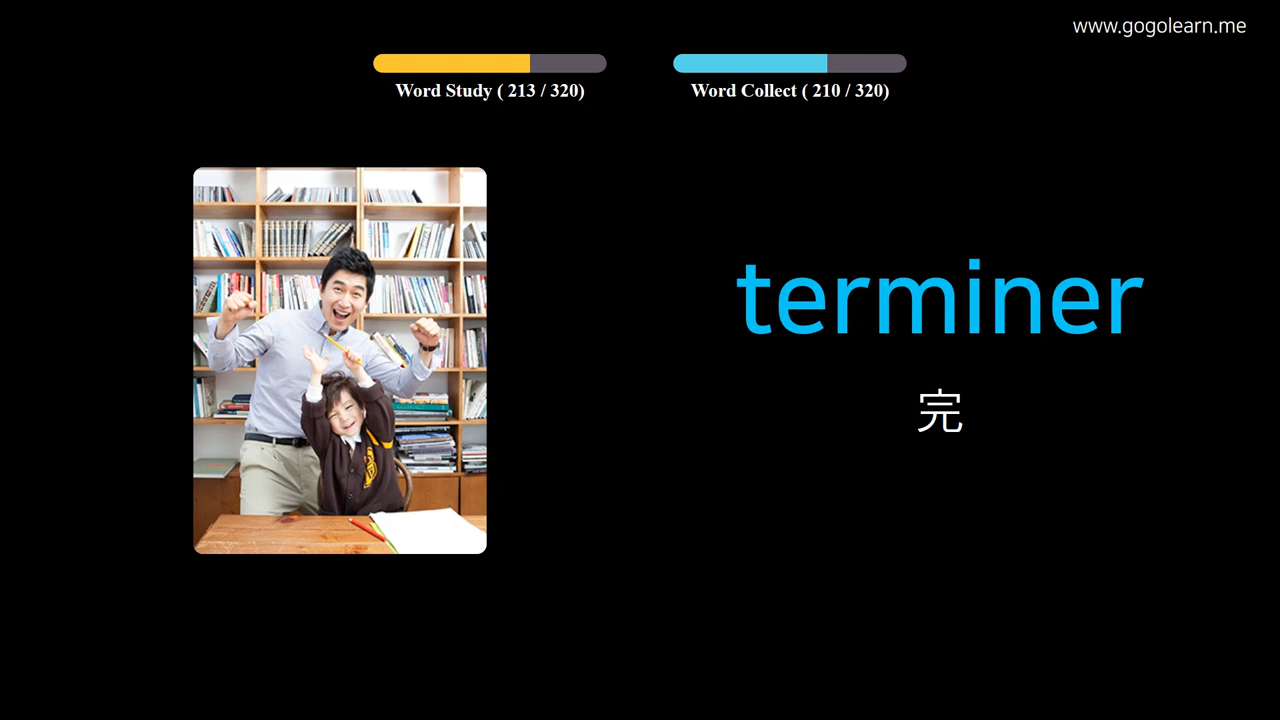 www.gogolearn.me
Word Study ( 213 / 320)
Word Collect ( 210 / 320)
terminer
完